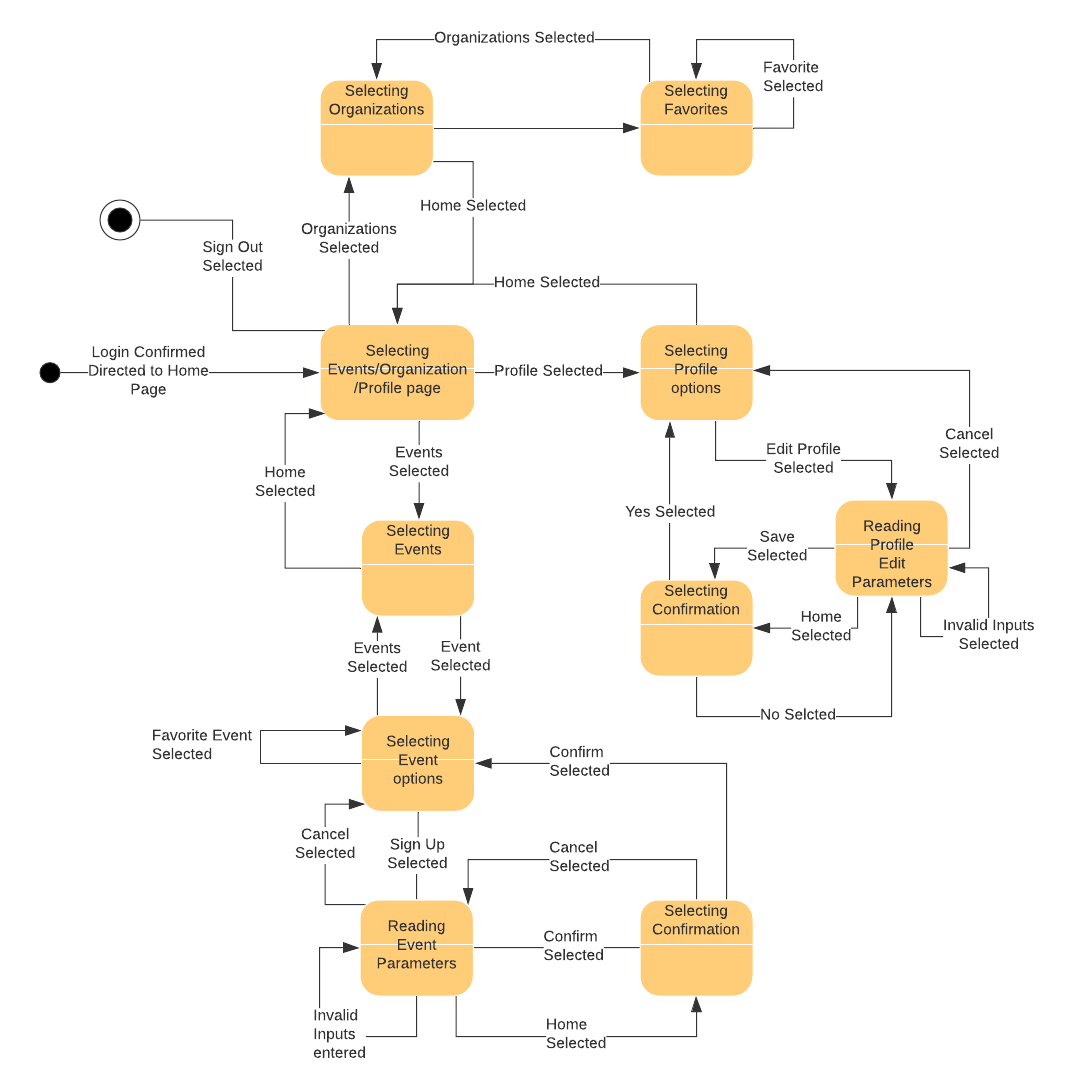 Organizations Selected
Selecting
Organizations
Selecting
Favorites
Favorite
Selected
Home Selected
Organizations
Selected
Sign Out
Selected
Home Selected
Login Confirmed
Directed to Home
Page
Selecting
Events/Organization
/Profile page
Profile Selected
Selecting
Profile
options
Cancel
Selected
Edit Profile
Selected
Events
Selected
Home
Selected
Yes Selected
Selecting
Events
Save
Selected
Reading
Profile
Edit
Parameters
Selecting
Confirmation
Home
Selected
Invalid Inputs
Selected
Events
Selected
Event
Selected
No Selcted
Favorite Event
Selected
Selecting
Event
options
Confirm
Selected
Cancel
Selected
Sign Up
Selected
Cancel
Selected
Reading
Event
Parameters
Confirm
Selected
Selecting
Confirmation
Invalid
Inputs
entered
Home
Selected